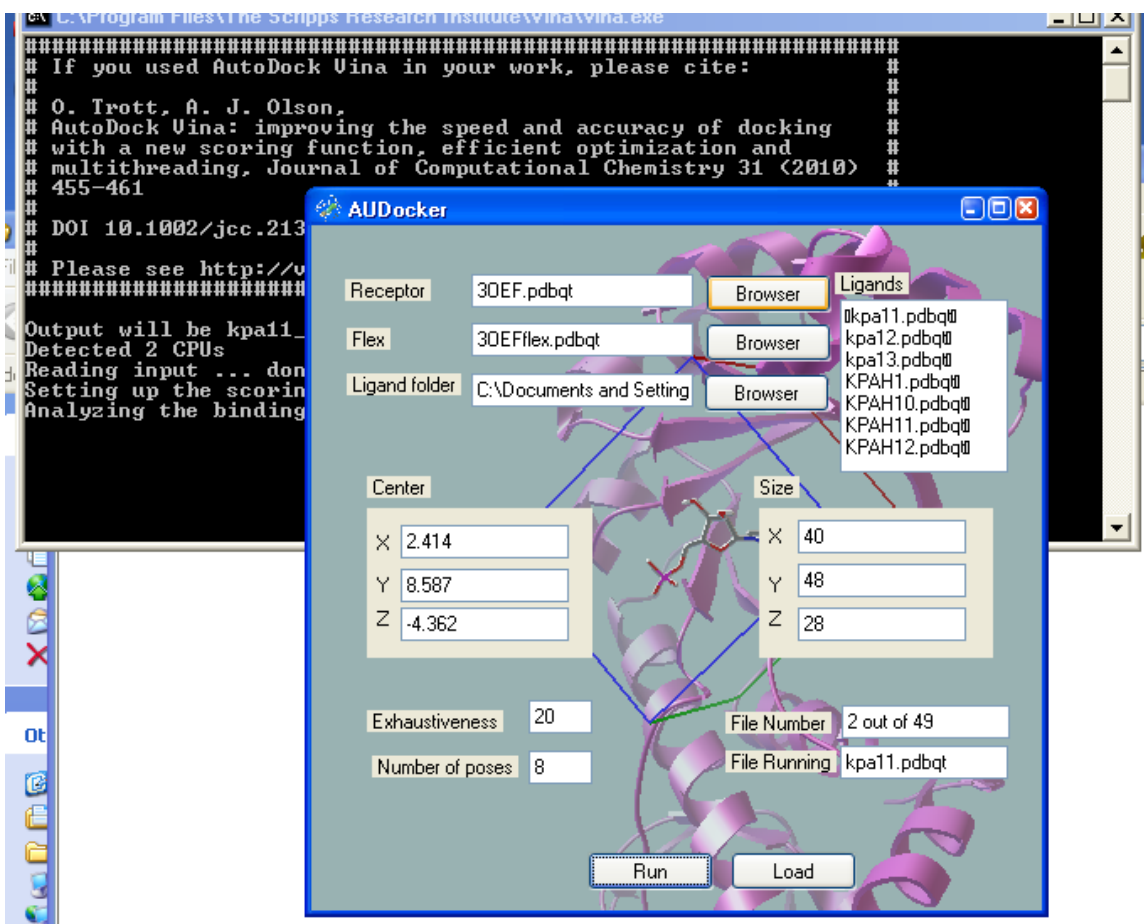 C:\Program Files\The Scripps Research Institute\Vina\vina.exe
################################################################
# If you used AutoDock Vina in your work, please cite: #
#
# O. Trott, A. J. Olson, #
# AutoDock Vina: improving the speed and accuracy of docking #
# with a new scoring function, efficient optimization and #
# multithreading, Journal of Computational Chemistry 31 (2010) #
# 455-461 #
#
# DOI 10.1002/jcc.213
#
# Please see http://v
#####################
Output will be kpa11_
Detected 2 CPUs
Reading input ... don
Setting up the scorin
Analyzing the binding
AUDocker
Receptor 3OEF.pdbqt Browser
Flex 3OEFflex.pdbqt Browser
Ligand folder C:\Documents and Setting Browser
Ligands
kpa11.pdbqt
kpa12.pdbqt
kpa13.pdbqt
KPAH1.pdbqt
KPAH10.pdbqt
KPAH11.pdbqt
KPAH12.pdbqt
Center
X 2.414
Y 8.587
Z -4.362
Size
X 40
Y 48
Z 28
Exhaustiveness 20
Number of poses 8
File Number 2 out of 49
File Running kpa11.pdbqt
Run Load
Ot